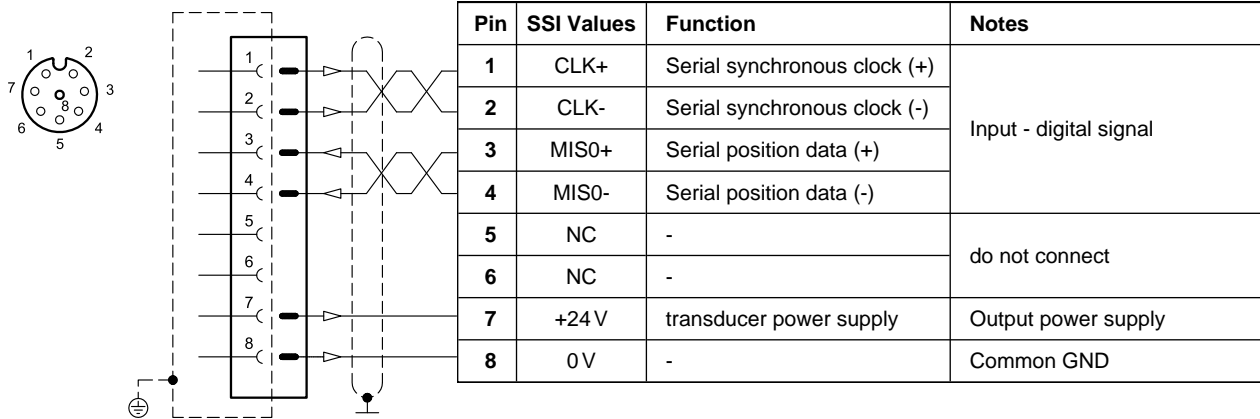 1 2
7 3
8
6 4
5
1
2
3
4
5
6
7
8
Pin SSI Values Function Notes
1 CLK+ Serial synchronous clock (+)
2 CLK- Serial synchronous clock (-)
Input - digital signal
3 MIS0+ Serial position data (+)
4 MIS0- Serial position data (-)
5 NC -
do not connect
6 NC -
7 +24 V transducer power supply Output power supply
8 0 V - Common GND